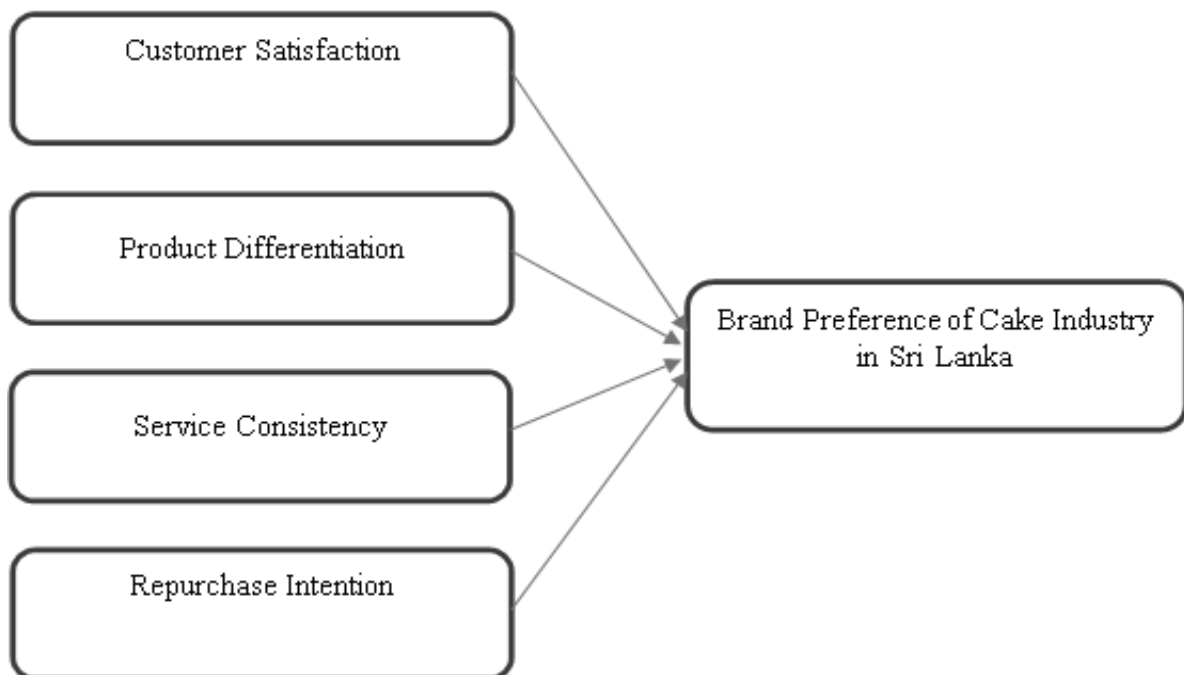 Customer Satisfaction
Product Differentiation
Brand Preference of Cake Industry
in Sri Lanka
Service Consistency
Repurchase Intention